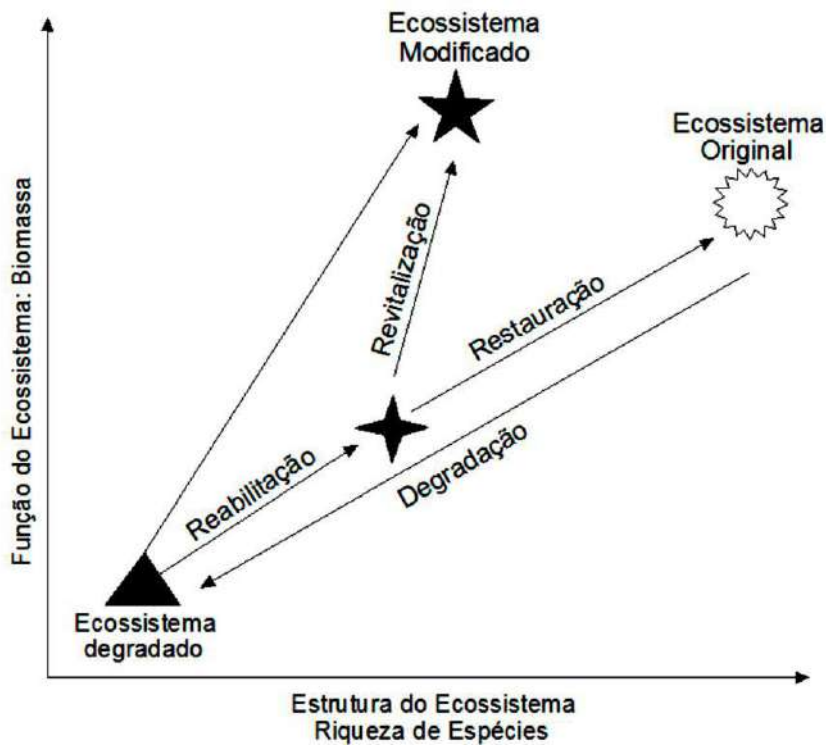 Ecossistema
Modificado
Ecossistema
Original
Função do Ecossistema: Biomassa
Revitalização
Restauração
Reabilitação
Degradação
Ecossistema
degradado
Estrutura do Ecossistema
Riqueza de Espécies